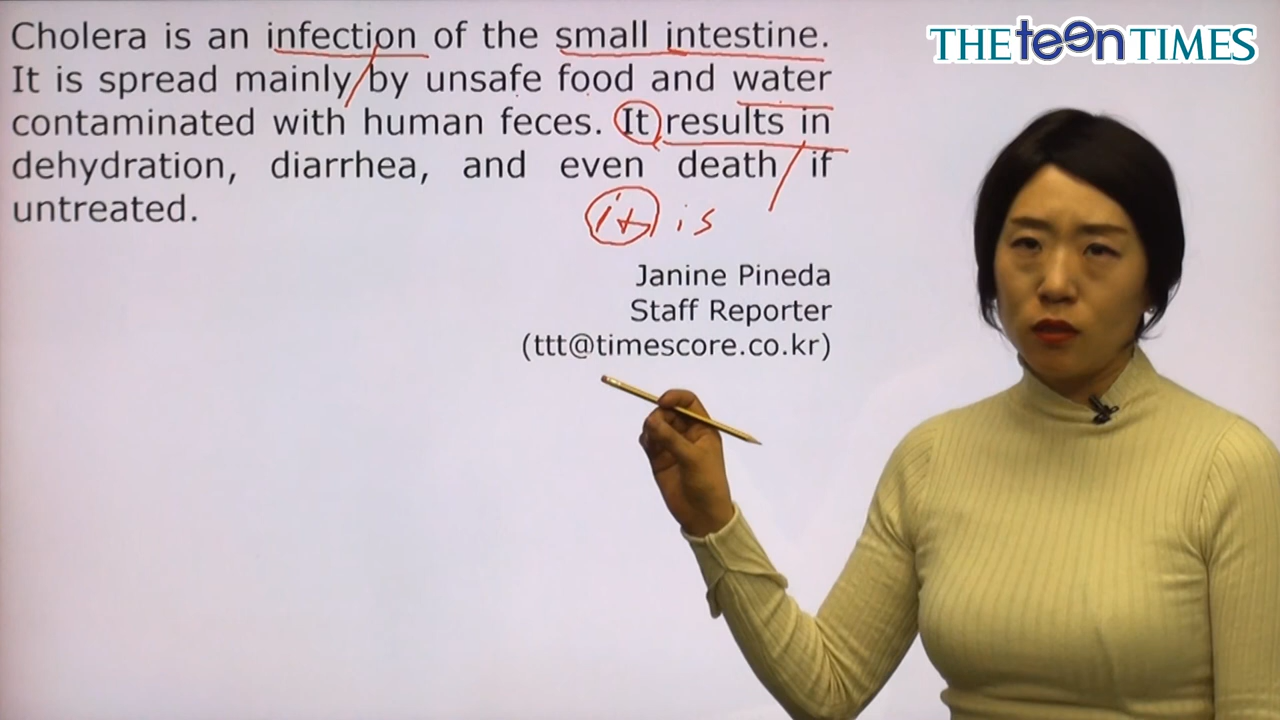 Cholera is an infection of the small intestine.
It is spread mainly by unsafe food and water
contaminated with human feces. It results in
dehydration, diarrhea, and even death if
untreated.
it is
Janine Pineda
Staff Reporter
(ttt@timescore.co.kr)
THE teen TIMES